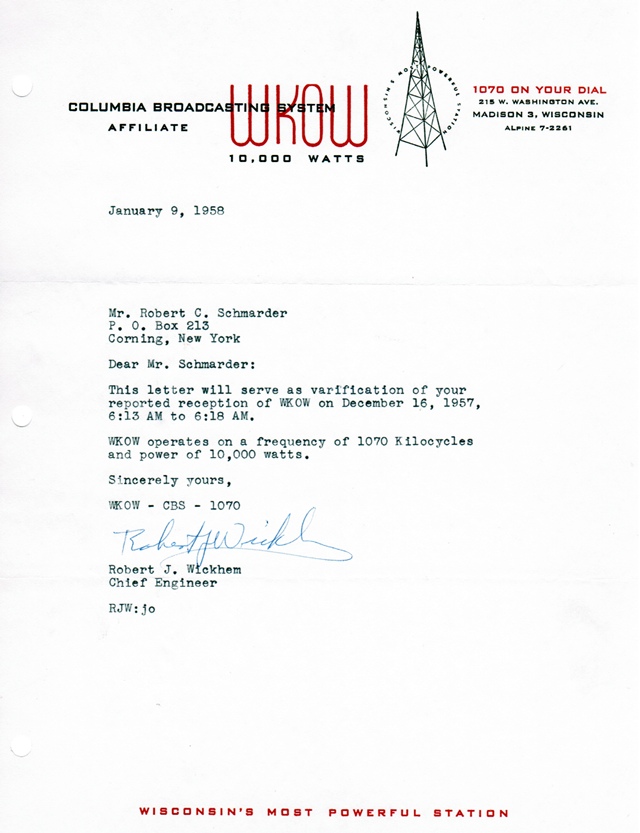 COLUMBIA BROADCASTING SYSTEM
AFFILIATE
WKOW
10,000 WATTS
WISCONSIN'S MOST POWERFUL STATION
1070 ON YOUR DIAL
215 W. WASHINGTON AVE.
MADISON 3, WISCONSIN
ALPINE 7-2261
January 9, 1958
Mr. Robert C. Schmarder
P. O. Box 213
Corning, New York
Dear Mr. Schmarder:
This letter will serve as varification of your
reported reception of WKOW on December 16, 1957,
6:13 AM to 6:18 AM.
WKOW operates on a frequency of 1070 Kilocycles
and power of 10,000 watts.
Sincerely yours,
WKOW - CBS - 1070
Robert J Wickhem
Robert J. Wickhem
Chief Engineer
RJW:jo
WISCONSIN'S MOST POWERFUL STATION